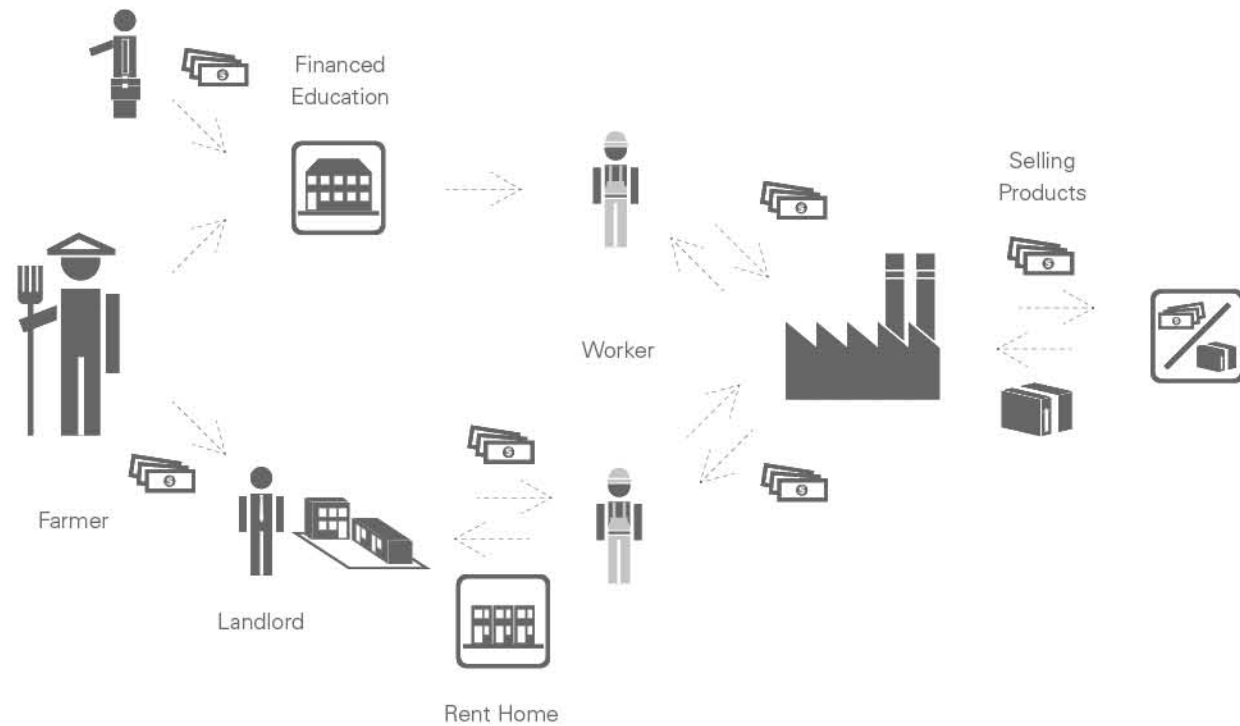 Financed
Education
Selling
Products
Worker
Farmer
Landlord
Rent Home
$
$
$
$
$
$
$